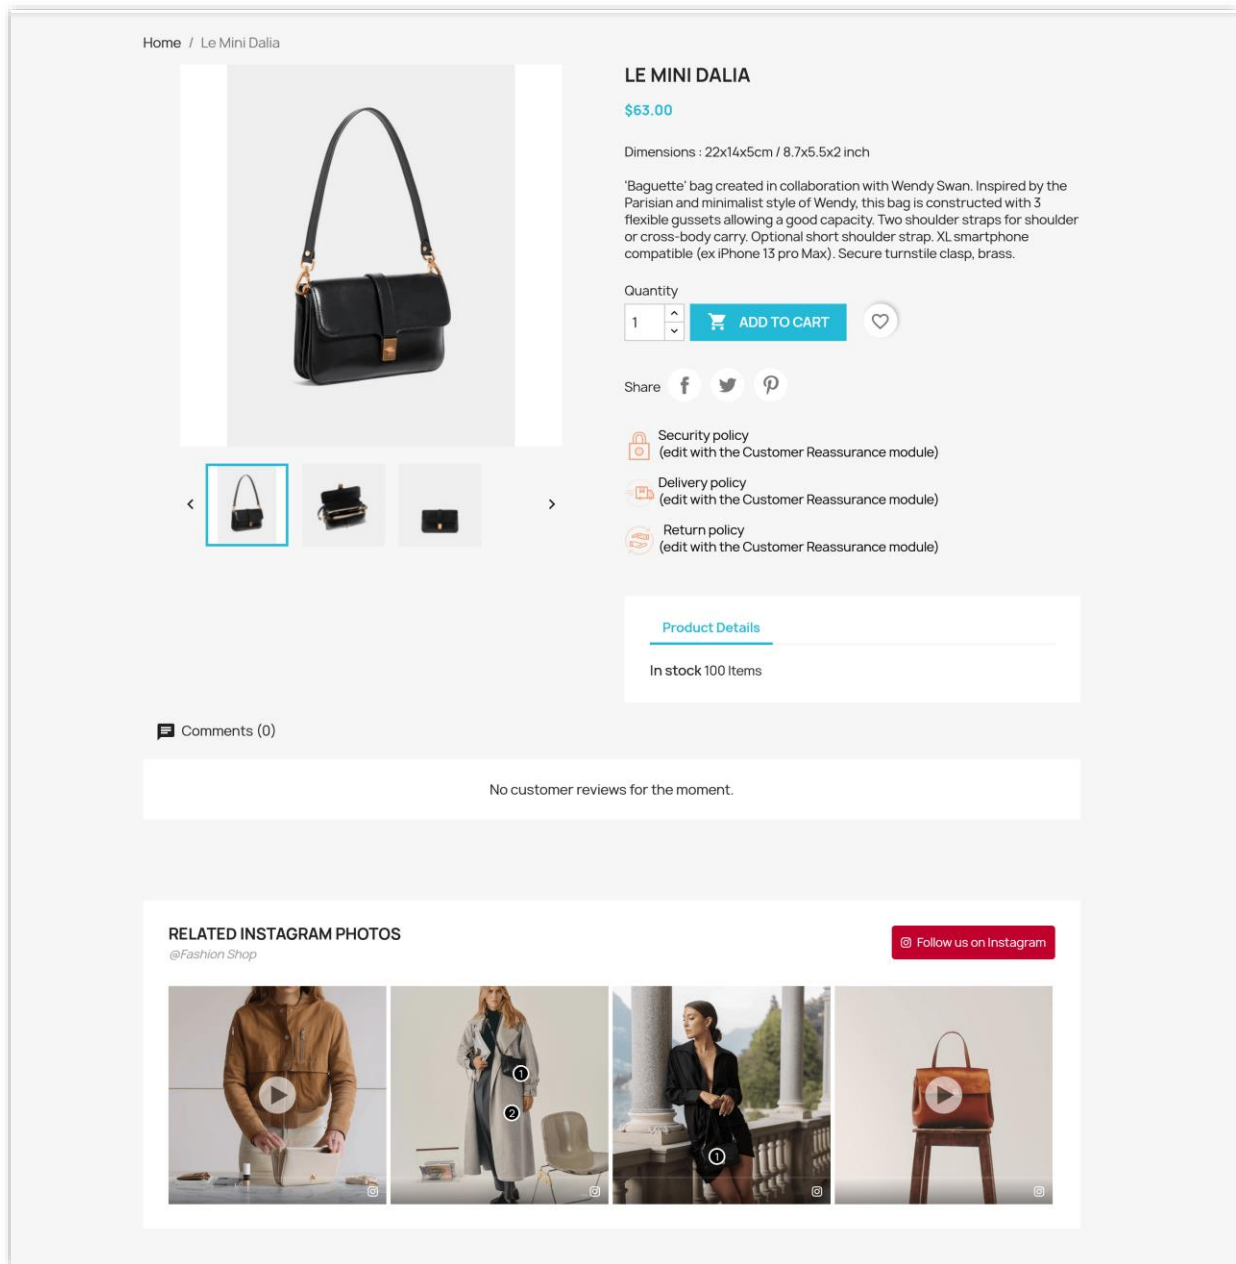 Home / Le Mini Dalia
LE MINI DALIA
$63.00
Dimensions : 22x14x5cm / 8.7x5.5x2 inch
'Baguette' bag created in collaboration with Wendy Swan. Inspired by the
Parisian and minimalist style of Wendy, this bag is constructed with 3
flexible gussets allowing a good capacity. Two shoulder straps for shoulder
or cross-body carry. Optional short shoulder strap. XL smartphone
compatible (ex iPhone 13 pro Max). Secure turnstile clasp, brass.
Quantity
1
ADD TO CART
Share
Security policy
(edit with the Customer Reassurance module)
Delivery policy
(edit with the Customer Reassurance module)
Return policy
(edit with the Customer Reassurance module)
Product Details
In stock 100 Items
Comments (0)
No customer reviews for the moment.
RELATED INSTAGRAM PHOTOS
@Fashion Shop
Follow us on Instagram
1
2
1